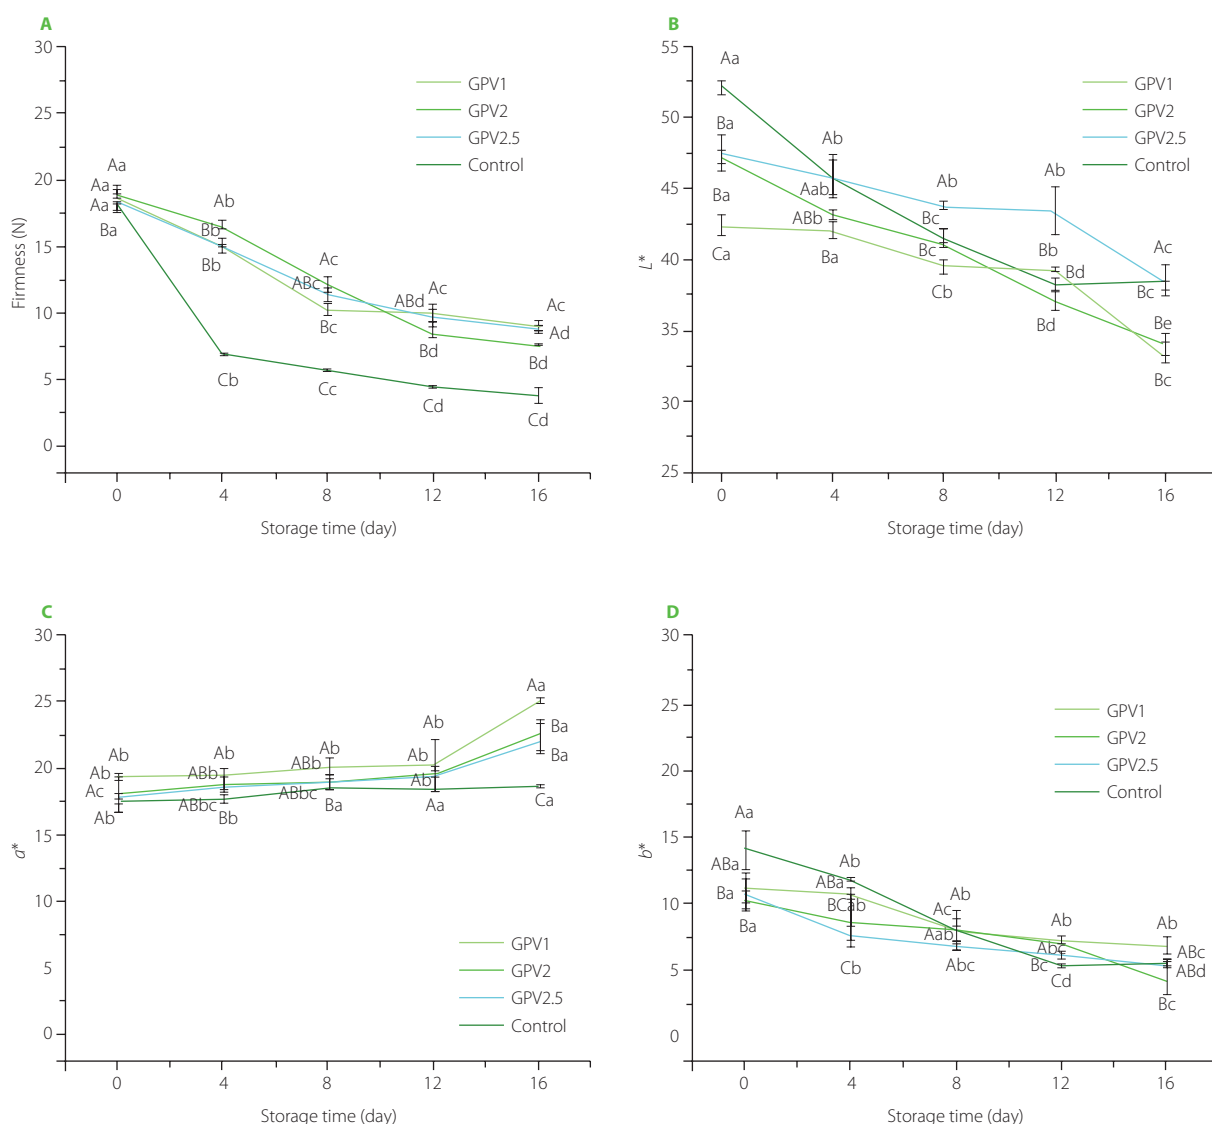 A
30
25
20
15
10
5
0
Firmness (N)
GPV1
GPV2
GPV2.5
Control
Aa
Aa
Aa
Ba
Ab
Bb
Bb
Cb
Ac
ABc
Bc
Cc
Ac
ABd
Bd
Cd
Ac
Ad
Bd
Cd
0 4 8 12 16
Storage time (day)
B
55
50
45
40
35
30
25
L*
GPV1
GPV2
GPV2.5
Control
Aa
Ba
Ba
Ca
Ab
Aab
ABb
Ba
Ab
Bc
Bc
Cb
Ab
Bb
Bd
Bd
Ac
Bc
Be
Bc
0 4 8 12 16
Storage time (day)
C
30
25
20
15
10
5
0
a*
Ab
Ab
Ac
Ab
Ab
ABb
ABbc
Bb
Ab
ABb
ABbc
Ba
Ab
Ab
Ab
Aa
Aa
Ba
Ba
Ca
GPV1
GPV2
GPV2.5
Control
0 4 8 12 16
Storage time (day)
D
30
25
20
15
10
5
0
b*
GPV1
GPV2
GPV2.5
Control
Aa
ABa
Ba
Ba
Ab
ABa
BCab
Cb
Ab
Ac
Aab
Abc
Ab
Abc
Bc
Cd
Ab
ABc
ABd
Bc
0 4 8 12 16
Storage time (day)